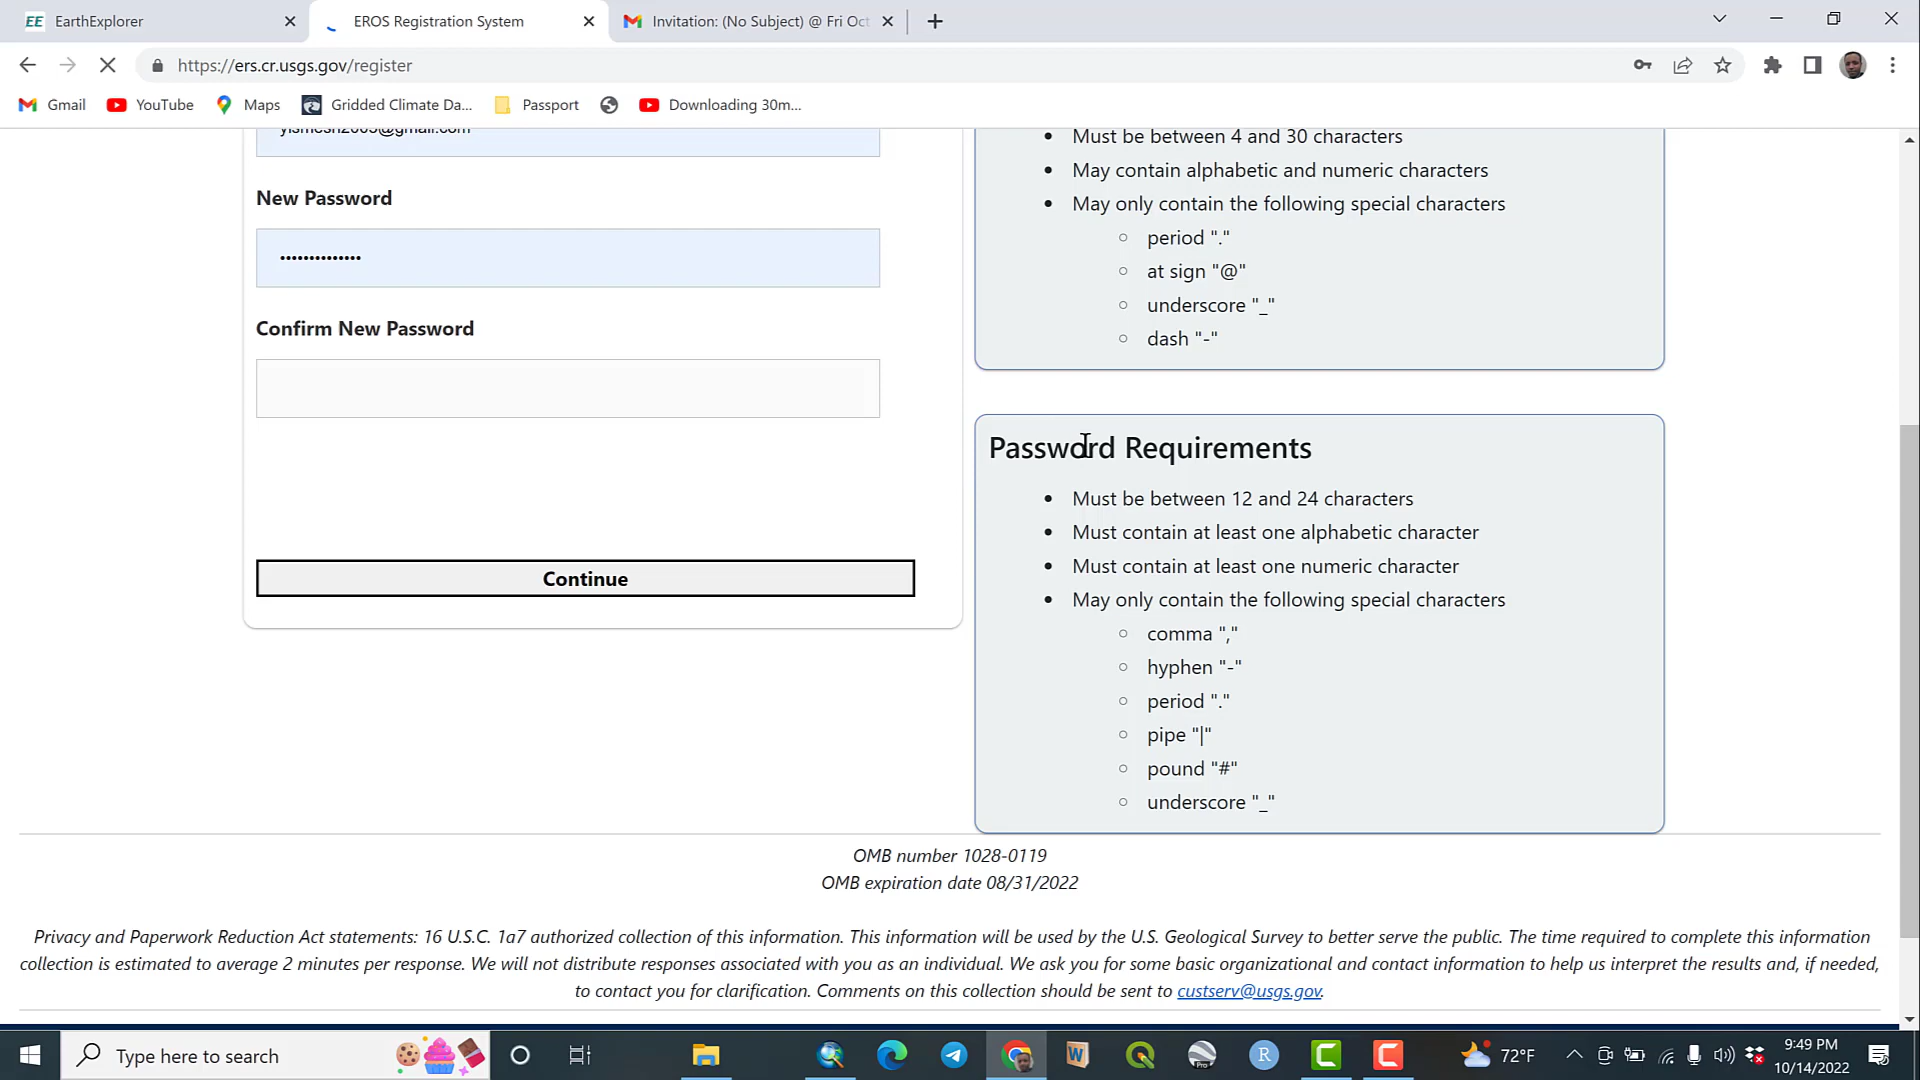 EE EarthExplorer
EROS Registration System
Invitation: (No Subject) @ Fri Oct
https://ers.cr.usgs.gov/register
Gmail YouTube Maps Gridded Climate Da... Passport Downloading 30m...
New Password
••••••••••••••
Confirm New Password
Continue
• Must be between 4 and 30 characters
• May contain alphabetic and numeric characters
• May only contain the following special characters
○ period "."
○ at sign "@"
○ underscore "_"
○ dash "-"
Password Requirements
• Must be between 12 and 24 characters
• Must contain at least one alphabetic character
• Must contain at least one numeric character
• May only contain the following special characters
○ comma ","
○ hyphen "-"
○ period "."
○ pipe "|"
○ pound "#"
○ underscore "_"
OMB number 1028-0119
OMB expiration date 08/31/2022
Privacy and Paperwork Reduction Act statements: 16 U.S.C. 1a7 authorized collection of this information. This information will be used by the U.S. Geological Survey to better serve the public. The time required to complete this information
collection is estimated to average 2 minutes per response. We will not distribute responses associated with you as an individual. We ask you for some basic organizational and contact information to help us interpret the results and, if needed,
to contact you for clarification. Comments on this collection should be sent to custserv@usgs.gov.
Type here to search
72°F
9:49 PM
10/14/2022